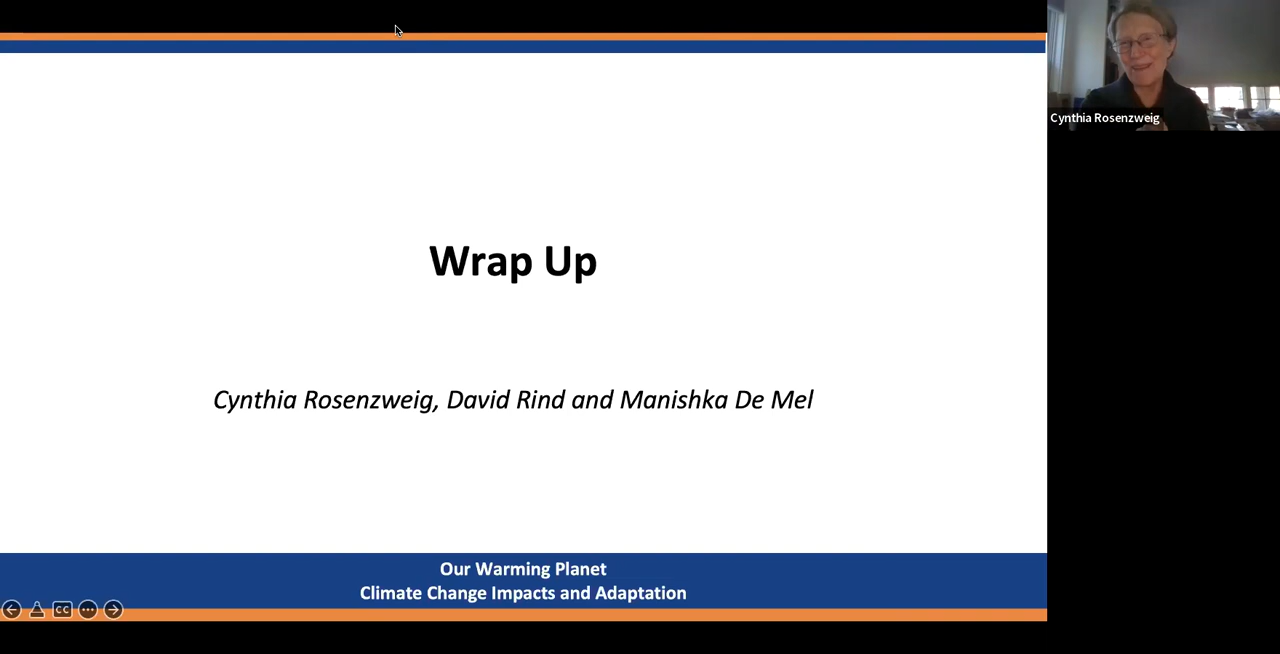 Cynthia Rosenzweig
Wrap Up
Cynthia Rosenzweig, David Rind and Manishka De Mel
Our Warming Planet
Climate Change Impacts and Adaptation
CC